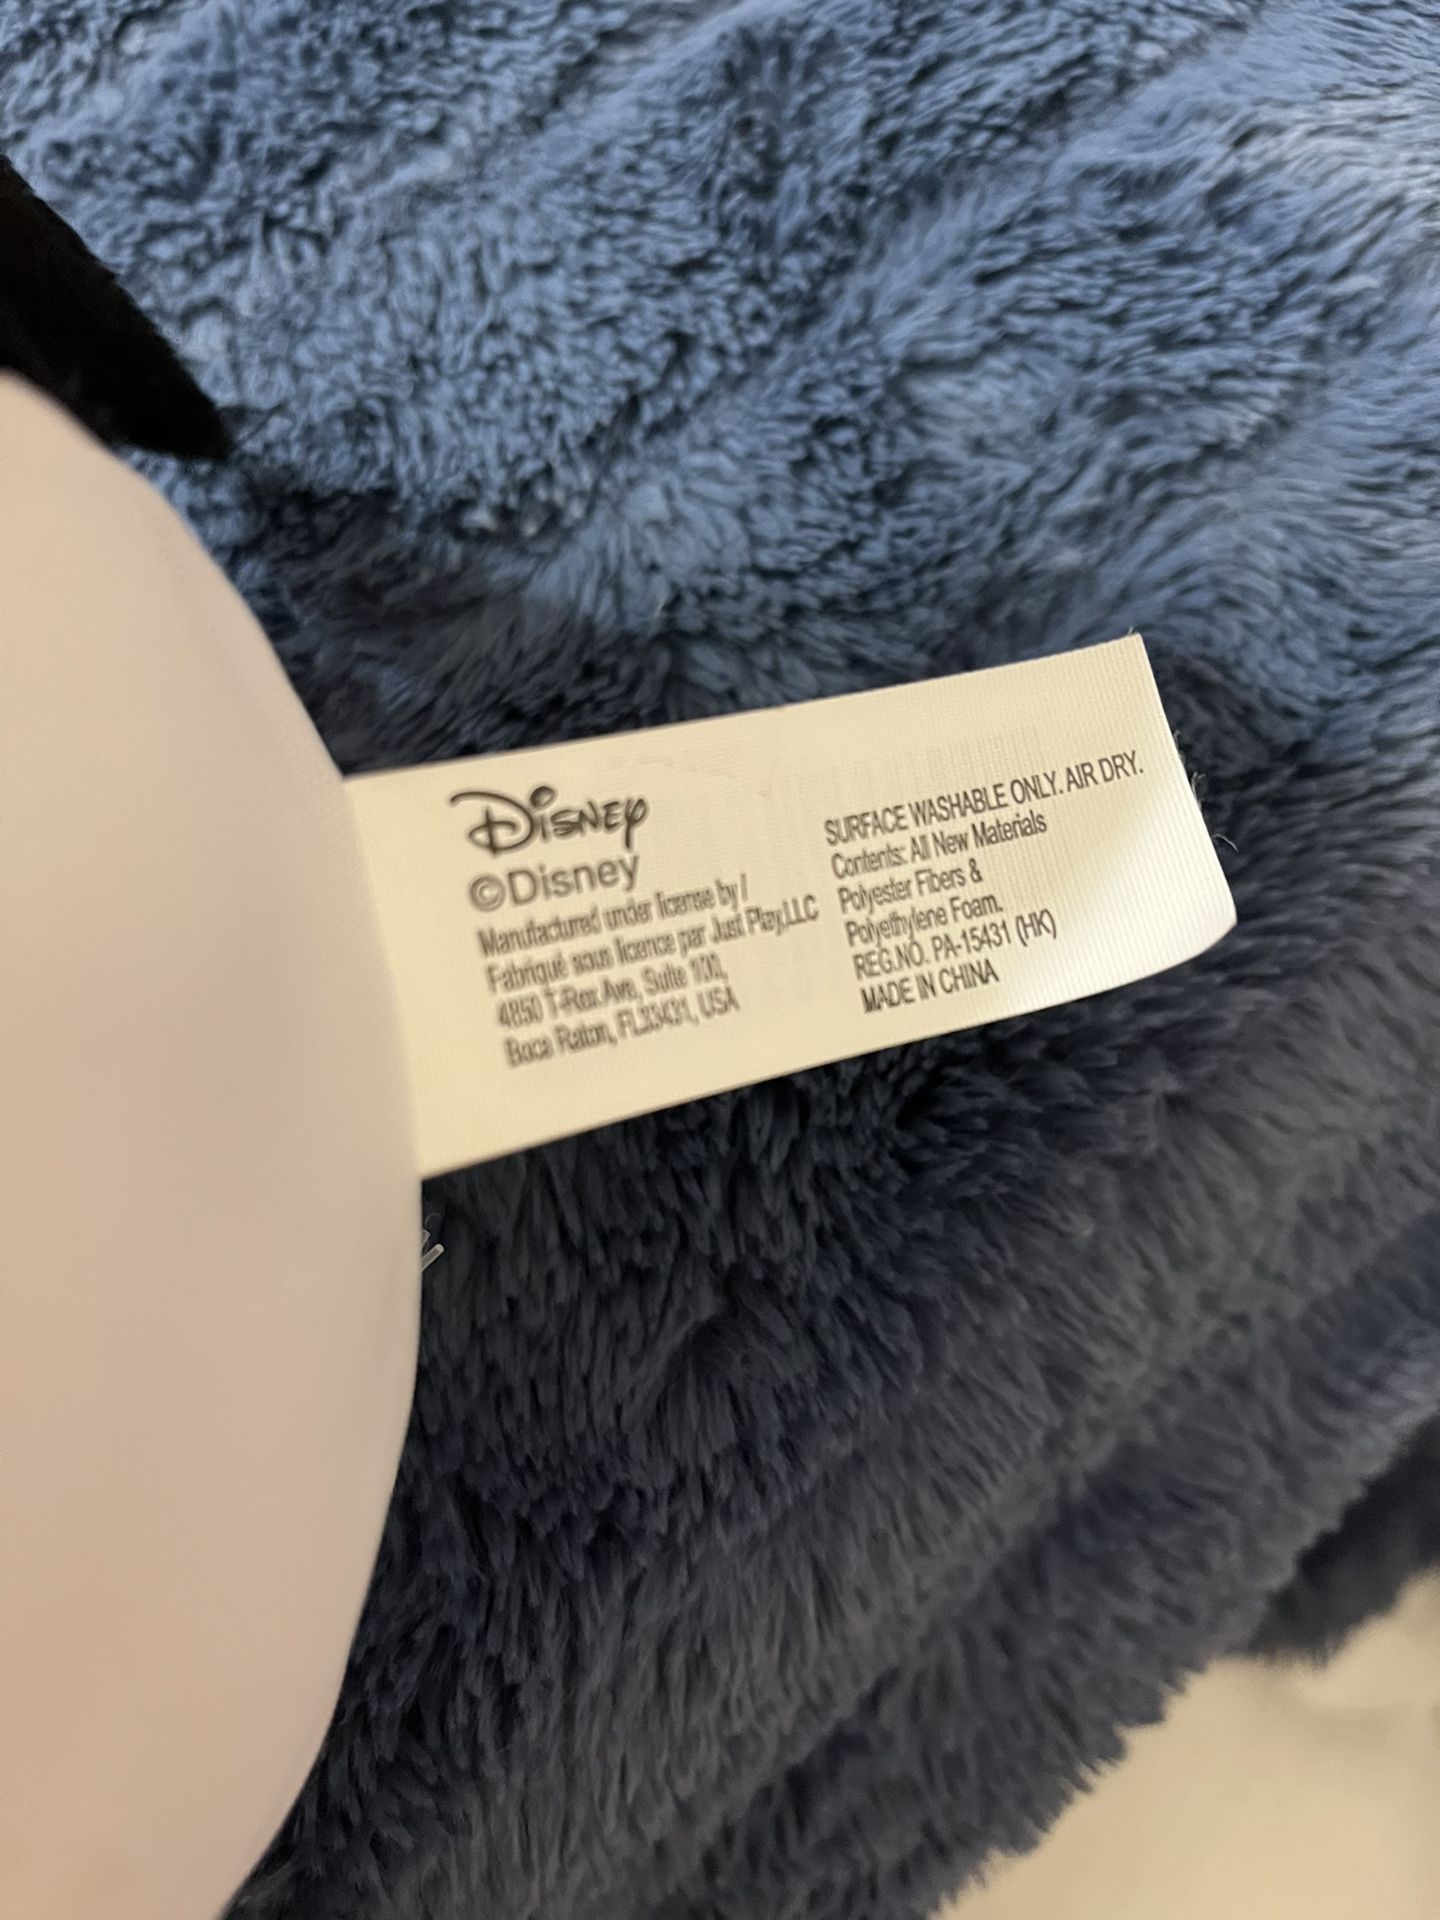 Disney
©Disney
Manufactured under license by /
Fabriqué sous licence par Just Play,LLC
4850 T-Rex Ave, Suite 100,
Boca Raton, FL33431, USA
SURFACE WASHABLE ONLY. AIR DRY.
Contents: All New Materials
Polyester Fibers &
Polyethylene Foam.
REG.NO. PA-15431 (HK)
MADE IN CHINA